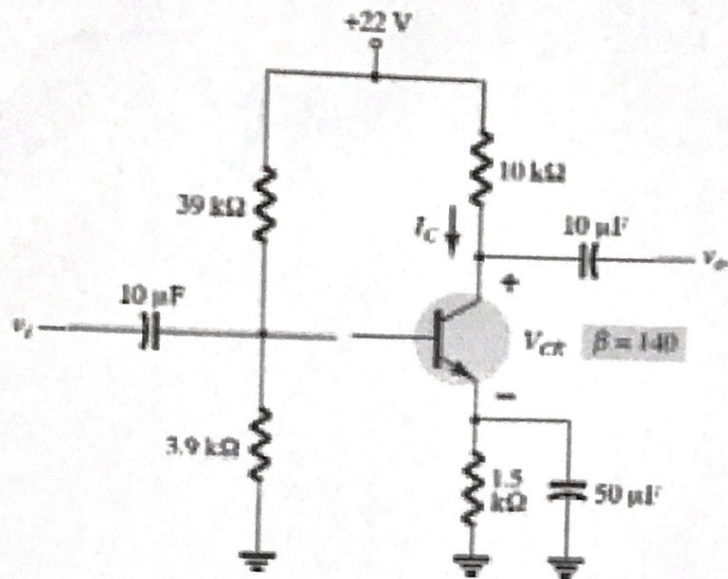 +22 V
39 kΩ
10 kΩ
I_C
10 μF
v_o
10 μF
v_i
+
V_CE
β = 140
−
3.9 kΩ
1.5
kΩ
50 μF